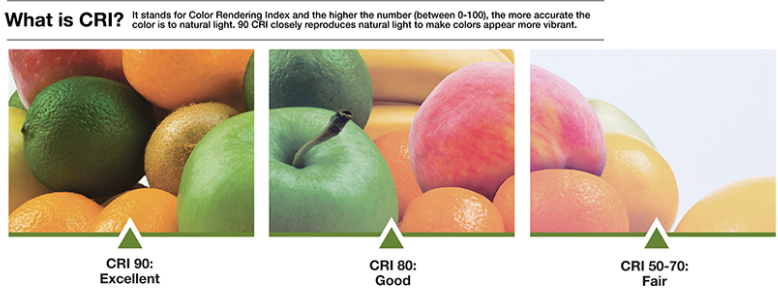 What is CRI?
It stands for Color Rendering Index and the higher the number (between 0-100), the more accurate the
color is to natural light. 90 CRI closely reproduces natural light to make colors appear more vibrant.
CRI 90:
Excellent
CRI 80:
Good
CRI 50-70:
Fair